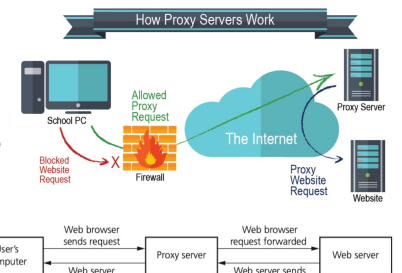 How Proxy Servers Work
Allowed
Proxy
Request
School PC
Proxy Server
The Internet
Blocked
Website
Request
X
Firewall
Proxy
Website
Request
Website
Web browser
sends request
Web browser
request forwarded
Proxy server
Web server
Web server
Web server sends